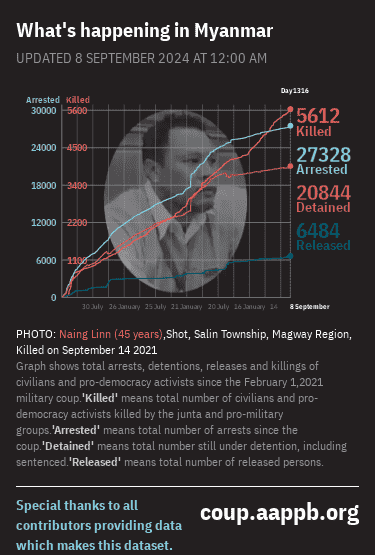 What's happening in Myanmar
UPDATED 8 SEPTEMBER 2024 AT 12:00 AM
Day1316
Arrested Killed
30000 5600
24000 4500
18000 3400
12000 2200
6000 1100
0
5612
Killed
27328
Arrested
20844
Detained
6484
Released
30 July 26 January 25 July 21 January 20 July 16 January 14 8 September
PHOTO: Naing Linn (45 years),Shot, Salin Township, Magway Region,
Killed on September 14 2021
Graph shows total arrests, detentions, releases and killings of
civilians and pro-democracy activists since the February 1,2021
military coup.'Killed' means total number of civilians and pro-
democracy activists killed by the junta and pro-military
groups.'Arrested' means total number of arrests since the
coup.'Detained' means total number still under detention, including
sentenced.'Released' means total number of released persons.
Special thanks to all
contributors providing data
which makes this dataset.
coup.aappb.org